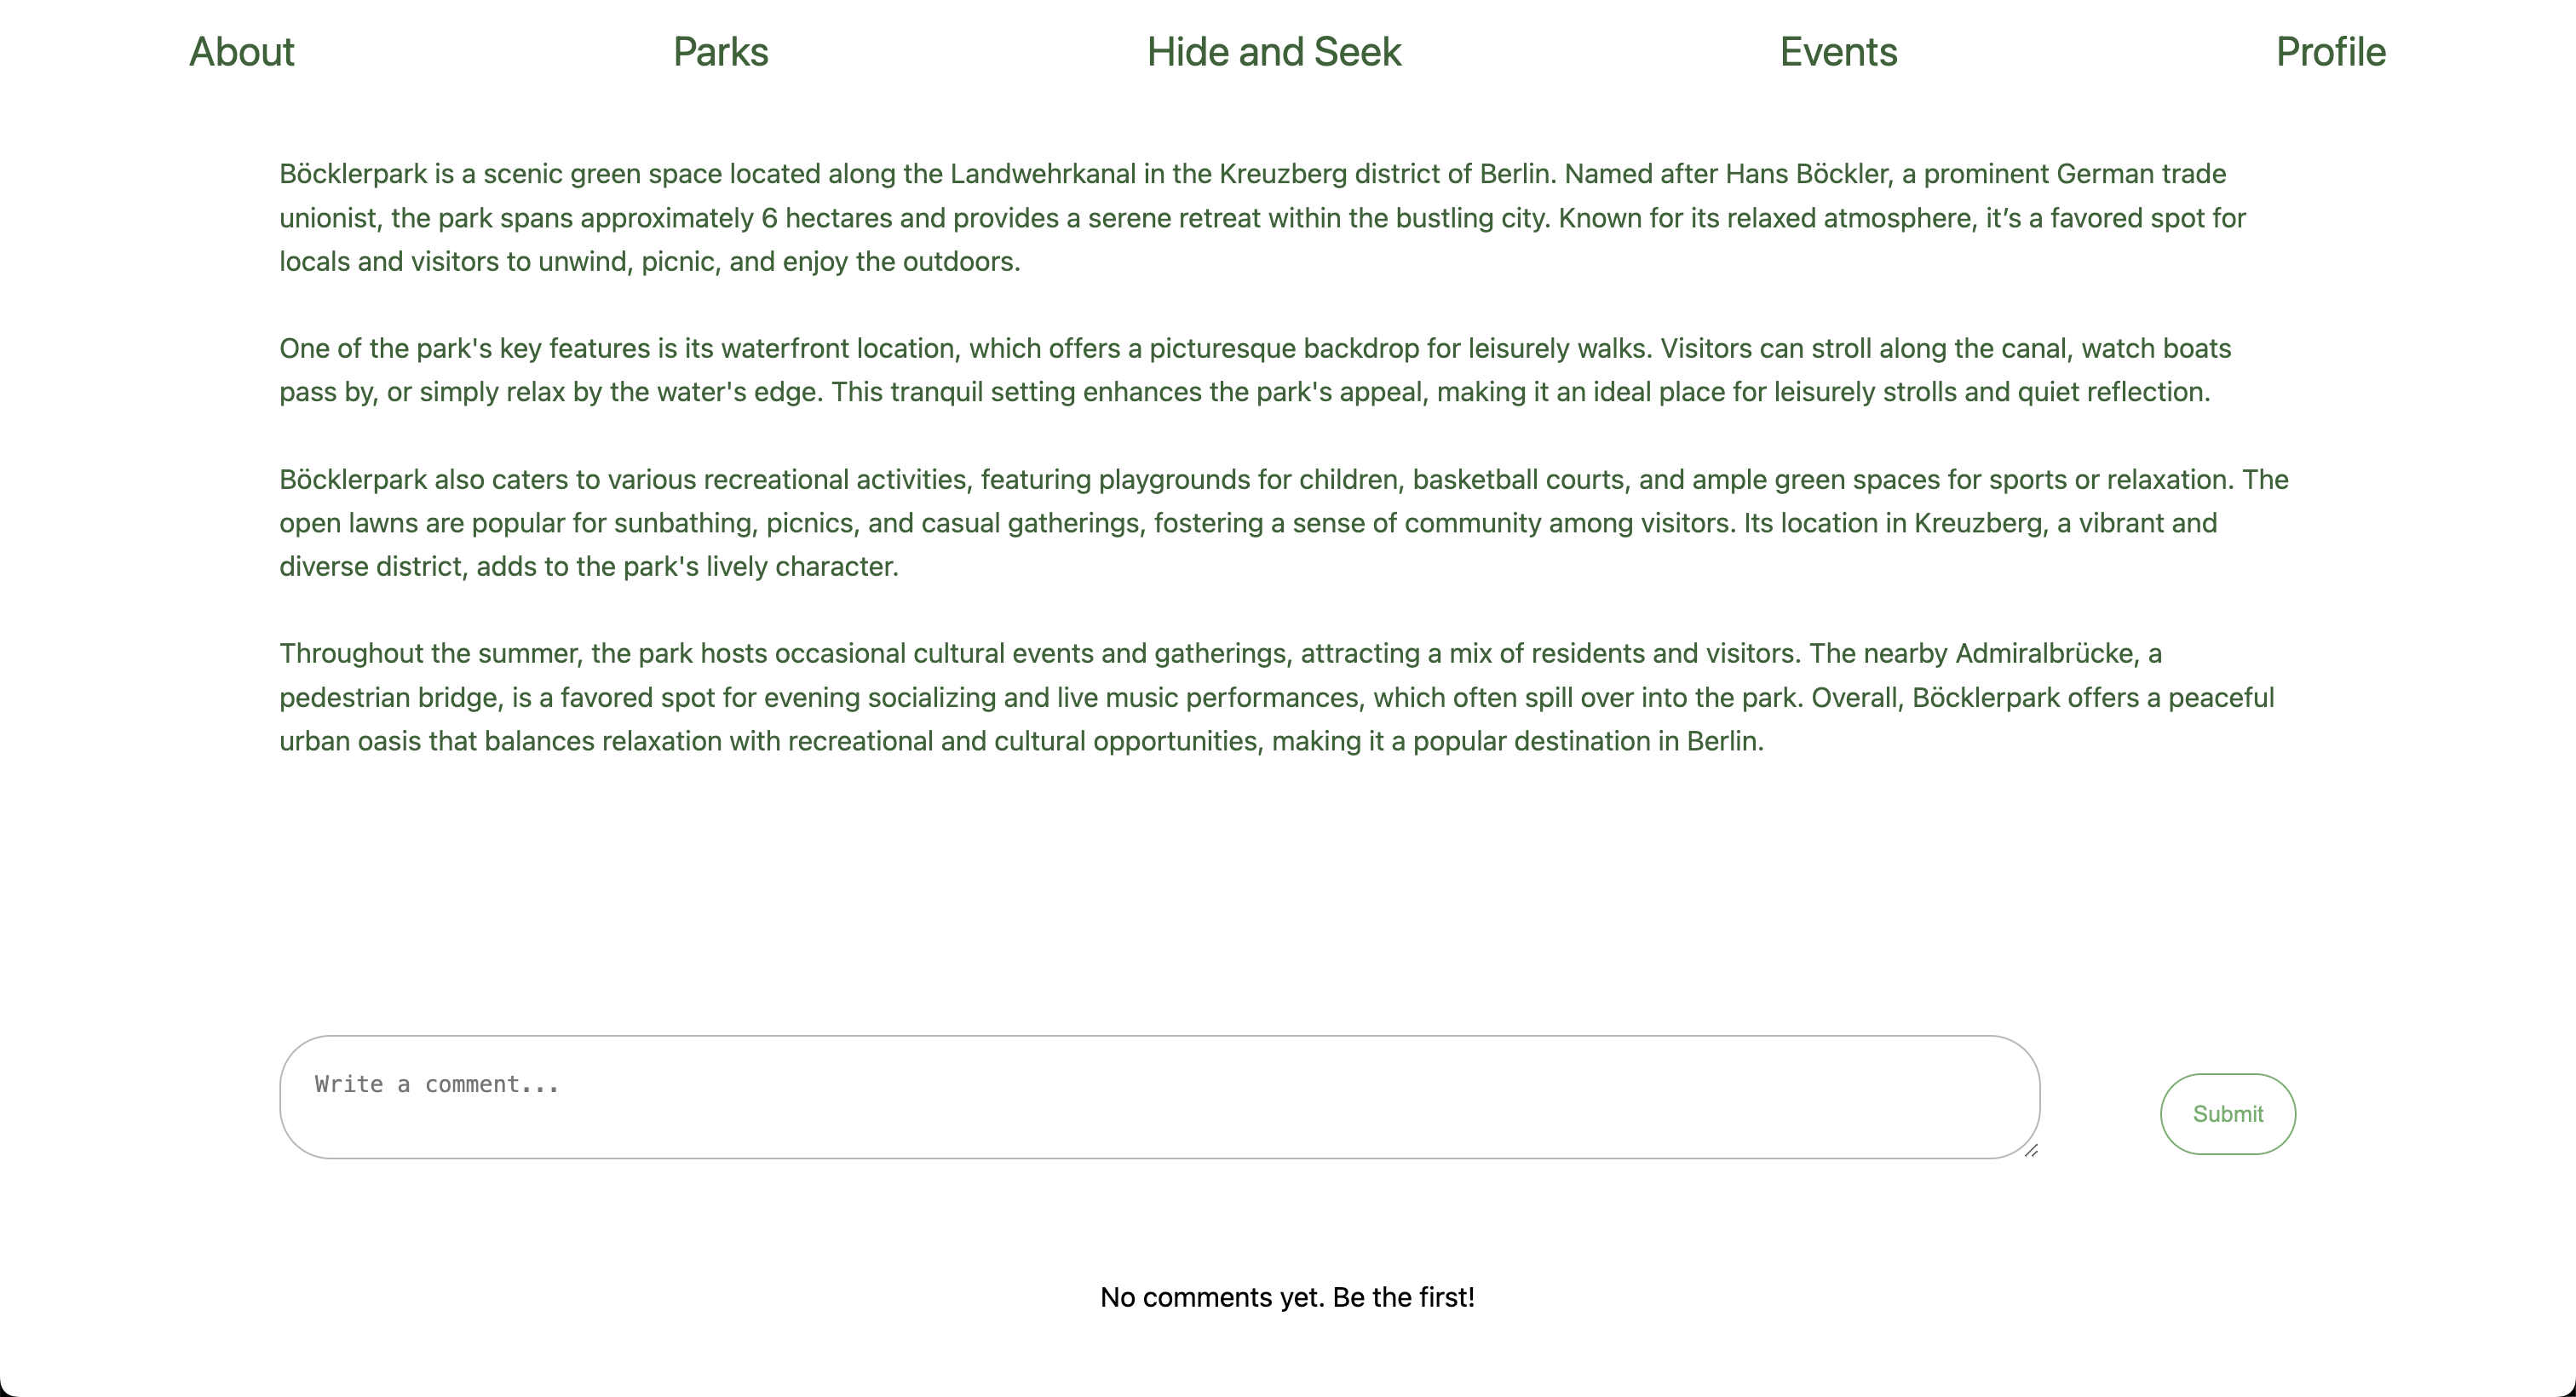 About Parks Hide and Seek Events Profile
Böcklerpark is a scenic green space located along the Landwehrkanal in the Kreuzberg district of Berlin. Named after Hans Böckler, a prominent German trade
unionist, the park spans approximately 6 hectares and provides a serene retreat within the bustling city. Known for its relaxed atmosphere, it’s a favored spot for
locals and visitors to unwind, picnic, and enjoy the outdoors.
One of the park's key features is its waterfront location, which offers a picturesque backdrop for leisurely walks. Visitors can stroll along the canal, watch boats
pass by, or simply relax by the water's edge. This tranquil setting enhances the park's appeal, making it an ideal place for leisurely strolls and quiet reflection.
Böcklerpark also caters to various recreational activities, featuring playgrounds for children, basketball courts, and ample green spaces for sports or relaxation. The
open lawns are popular for sunbathing, picnics, and casual gatherings, fostering a sense of community among visitors. Its location in Kreuzberg, a vibrant and
diverse district, adds to the park's lively character.
Throughout the summer, the park hosts occasional cultural events and gatherings, attracting a mix of residents and visitors. The nearby Admiralbrücke, a
pedestrian bridge, is a favored spot for evening socializing and live music performances, which often spill over into the park. Overall, Böcklerpark offers a peaceful
urban oasis that balances relaxation with recreational and cultural opportunities, making it a popular destination in Berlin.
Write a comment...
Submit
No comments yet. Be the first!